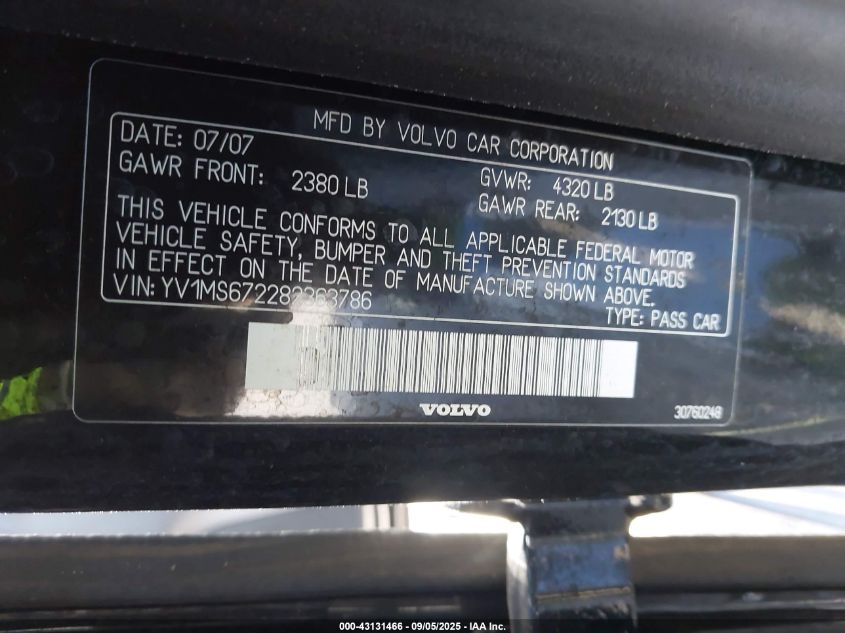 MFD BY VOLVO CAR CORPORATION
DATE: 07/07
GAWR FRONT: 2380 LB GVWR: 4320 LB
GAWR REAR: 2130 LB
THIS VEHICLE CONFORMS TO ALL APPLICABLE FEDERAL MOTOR
VEHICLE SAFETY, BUMPER AND THEFT PREVENTION STANDARDS
IN EFFECT ON THE DATE OF MANUFACTURE SHOWN ABOVE.
VIN: YV1MS672282363786
TYPE: PASS CAR
VOLVO
30760248
000-43131466 - 09/05/2025 - IAA Inc.